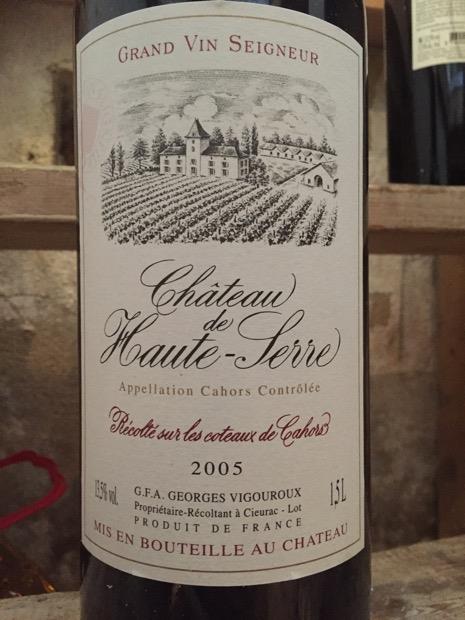 GRAND VIN SEIGNEUR
Château
de
Haute-Serre
Appellation Cahors Contrôlée
Récolté sur les coteaux de Cahors
2005
13,5% vol.
G.F.A. GEORGES VIGOUROUX
1,5L
Propriétaire-Récoltant à Cieurac - Lot
PRODUIT DE FRANCE
MIS EN BOUTEILLE AU CHATEAU